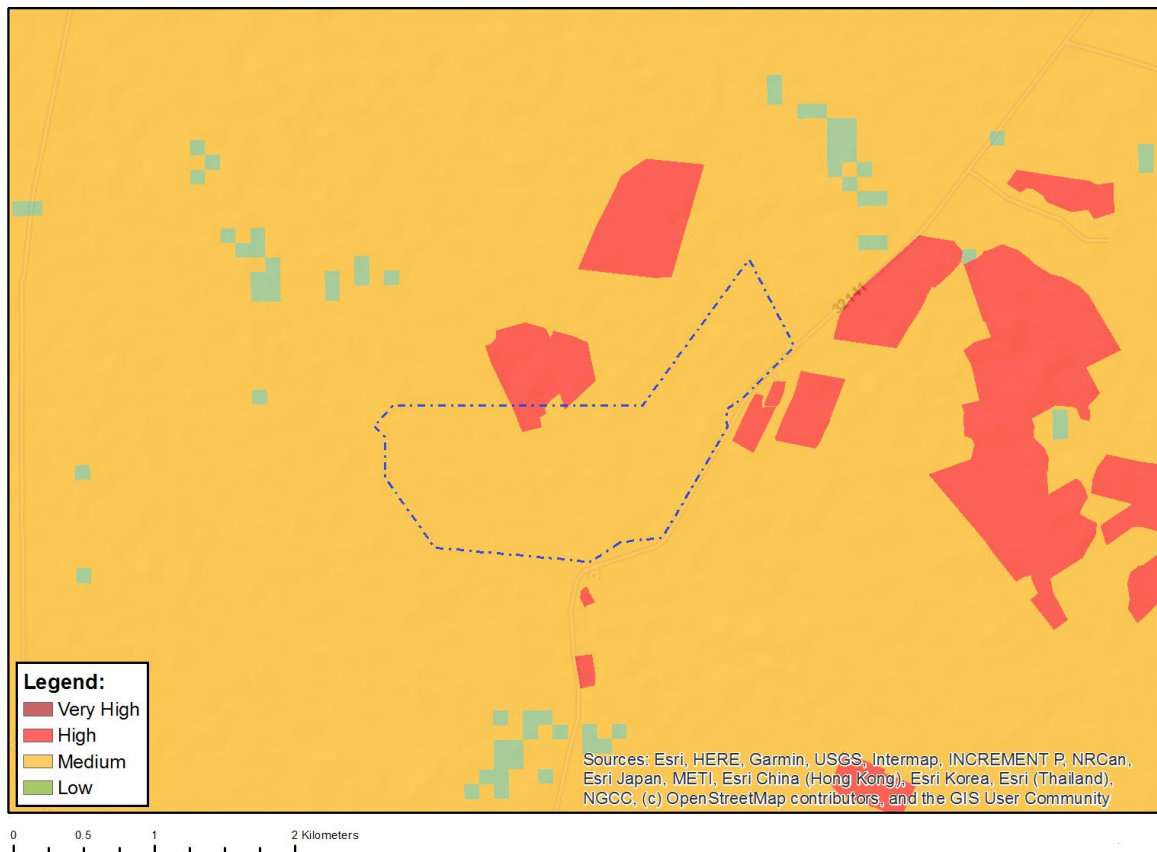 32141
Legend:
Very High
High
Medium
Low
Sources: Esri, HERE, Garmin, USGS, Intermap, INCREMENT P, NRCan,
Esri Japan, METI, Esri China (Hong Kong), Esri Korea, Esri (Thailand),
NGCC, (c) OpenStreetMap contributors, and the GIS User Community
0 0.5 1 2 Kilometers